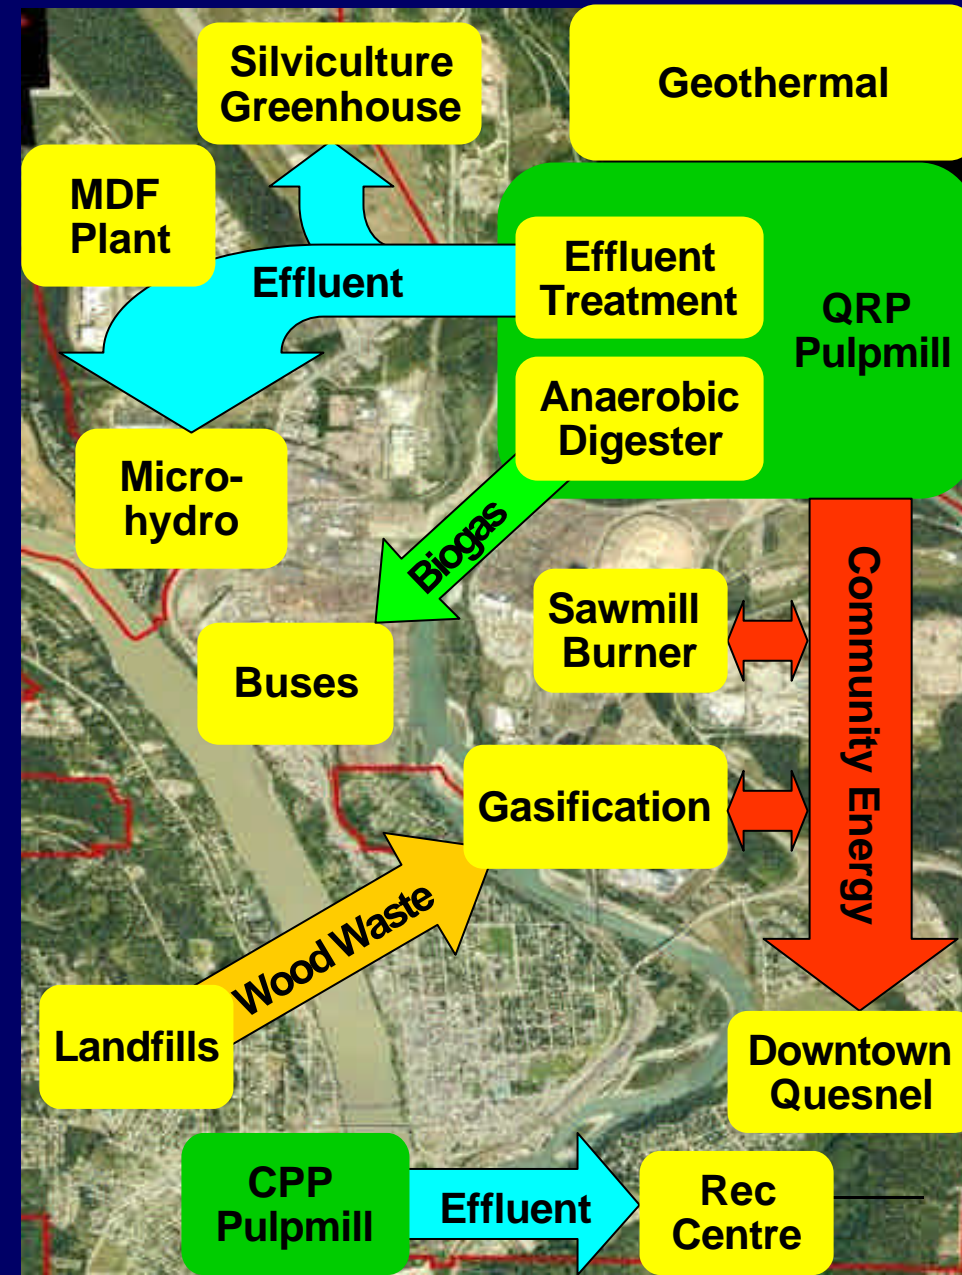 Silviculture
Greenhouse
Geothermal
MDF
Plant
Effluent
Effluent
Treatment
QRP
Pulpmill
Anaerobic
Digester
Micro-
hydro
Biogas
Sawmill
Burner
Community Energy
Buses
Gasification
Wood Waste
Landfills
Downtown
Quesnel
CPP
Pulpmill
Effluent
Rec
Centre